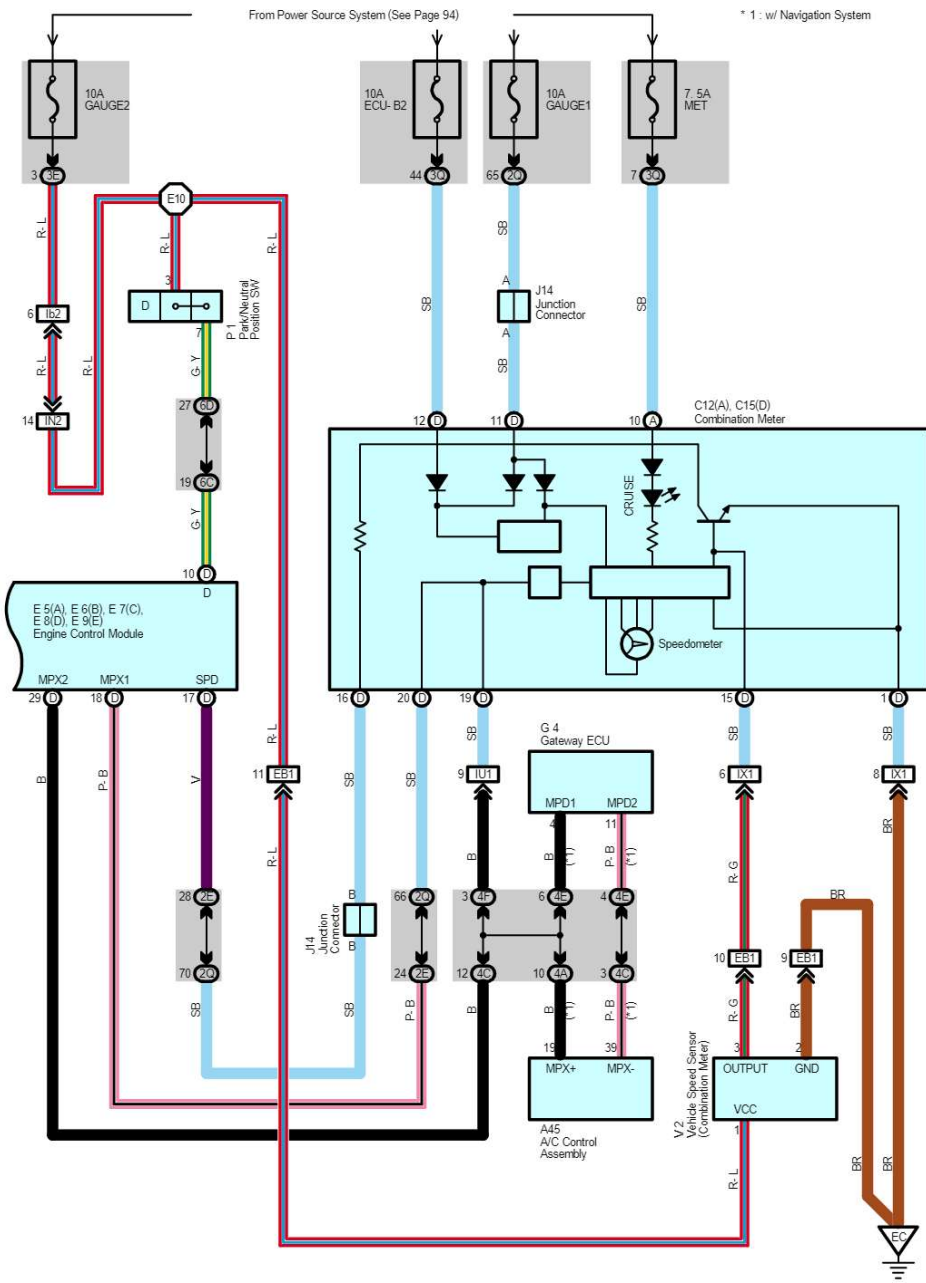 From Power Source System (See Page 94)
* 1 : w/ Navigation System
10A
GAUGE2
10A
ECU- B2
10A
GAUGE1
7. 5A
MET
3 3E
44 3Q
65 2Q
7 3Q
E10
R- L
R- L
R- L
R- L
3
D
P 1
Park/Neutral
Position SW
7
SB
SB
SB
A
J14
Junction
Connector
A
SB
6 Ib2
R- L
G- Y
14 IN2
27 6D
19 6C
G- Y
10 D
C12(A), C15(D)
Combination Meter
12 D
11 D
10 A
CRUISE
Speedometer
D
E 5(A), E 6(B), E 7(C),
E 8(D), E 9(E)
Engine Control Module
MPX2
MPX1
SPD
29 D
18 D
17 D
16 D
20 D
19 D
15 D
1 D
B
P- B
V
R- L
SB
SB
SB
SB
SB
G 4
Gateway ECU
MPD1
MPD2
4
11
11 EB1
9 IU1
6 IX1
8 IX1
R- L
B
B
(*1)
P- B
(*1)
R- G
BR
BR
28 2E
B
J14
Junction
Connector
B
66 2Q
3 4F
6 4E
4 4E
70 2Q
24 2E
12 4C
10 4A
3 4C
10 EB1
9 EB1
SB
SB
P- B
B
B
(*1)
P- B
(*1)
R- G
BR
19
39
MPX+
MPX-
A45
A/C Control
Assembly
3
2
OUTPUT
GND
VCC
V 2
Vehicle Speed Sensor
(Combination Meter)
1
R- L
BR
BR
EC